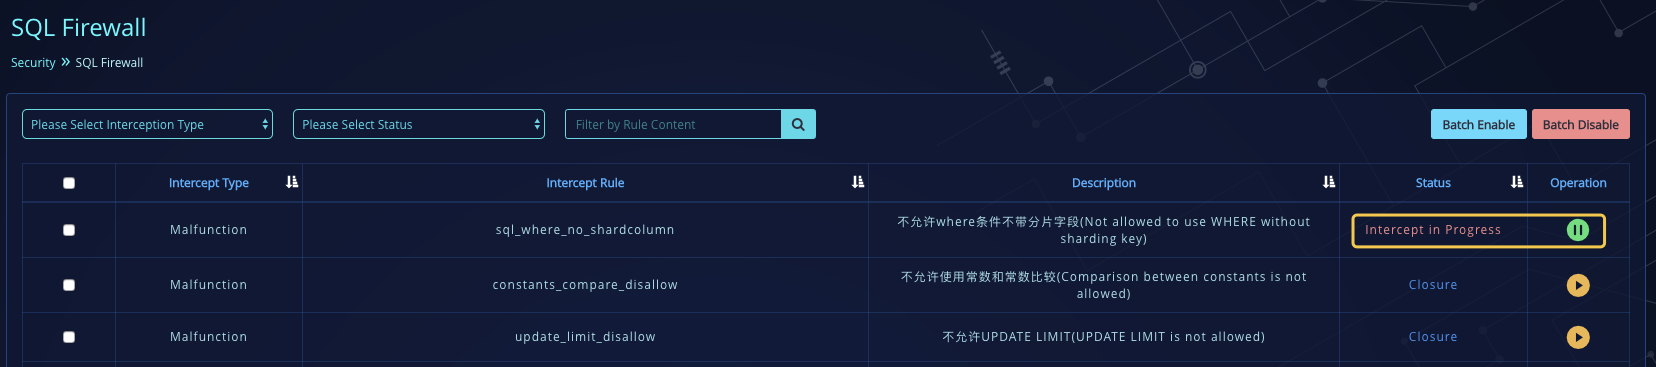 SQL Firewall
Security » SQL Firewall
Please Select Interception Type
Please Select Status
Filter by Rule Content
Batch Enable
Batch Disable
Intercept Type
Intercept Rule
Description
Status
Operation
Malfunction
sql_where_no_shardcolumn
不允许where条件不带分片字段(Not allowed to use WHERE without
sharding key)
Intercept in Progress
Malfunction
constants_compare_disallow
不允许使用常数和常数比较(Comparison between constants is not
allowed)
Closure
Malfunction
update_limit_disallow
不允许UPDATE LIMIT(UPDATE LIMIT is not allowed)
Closure